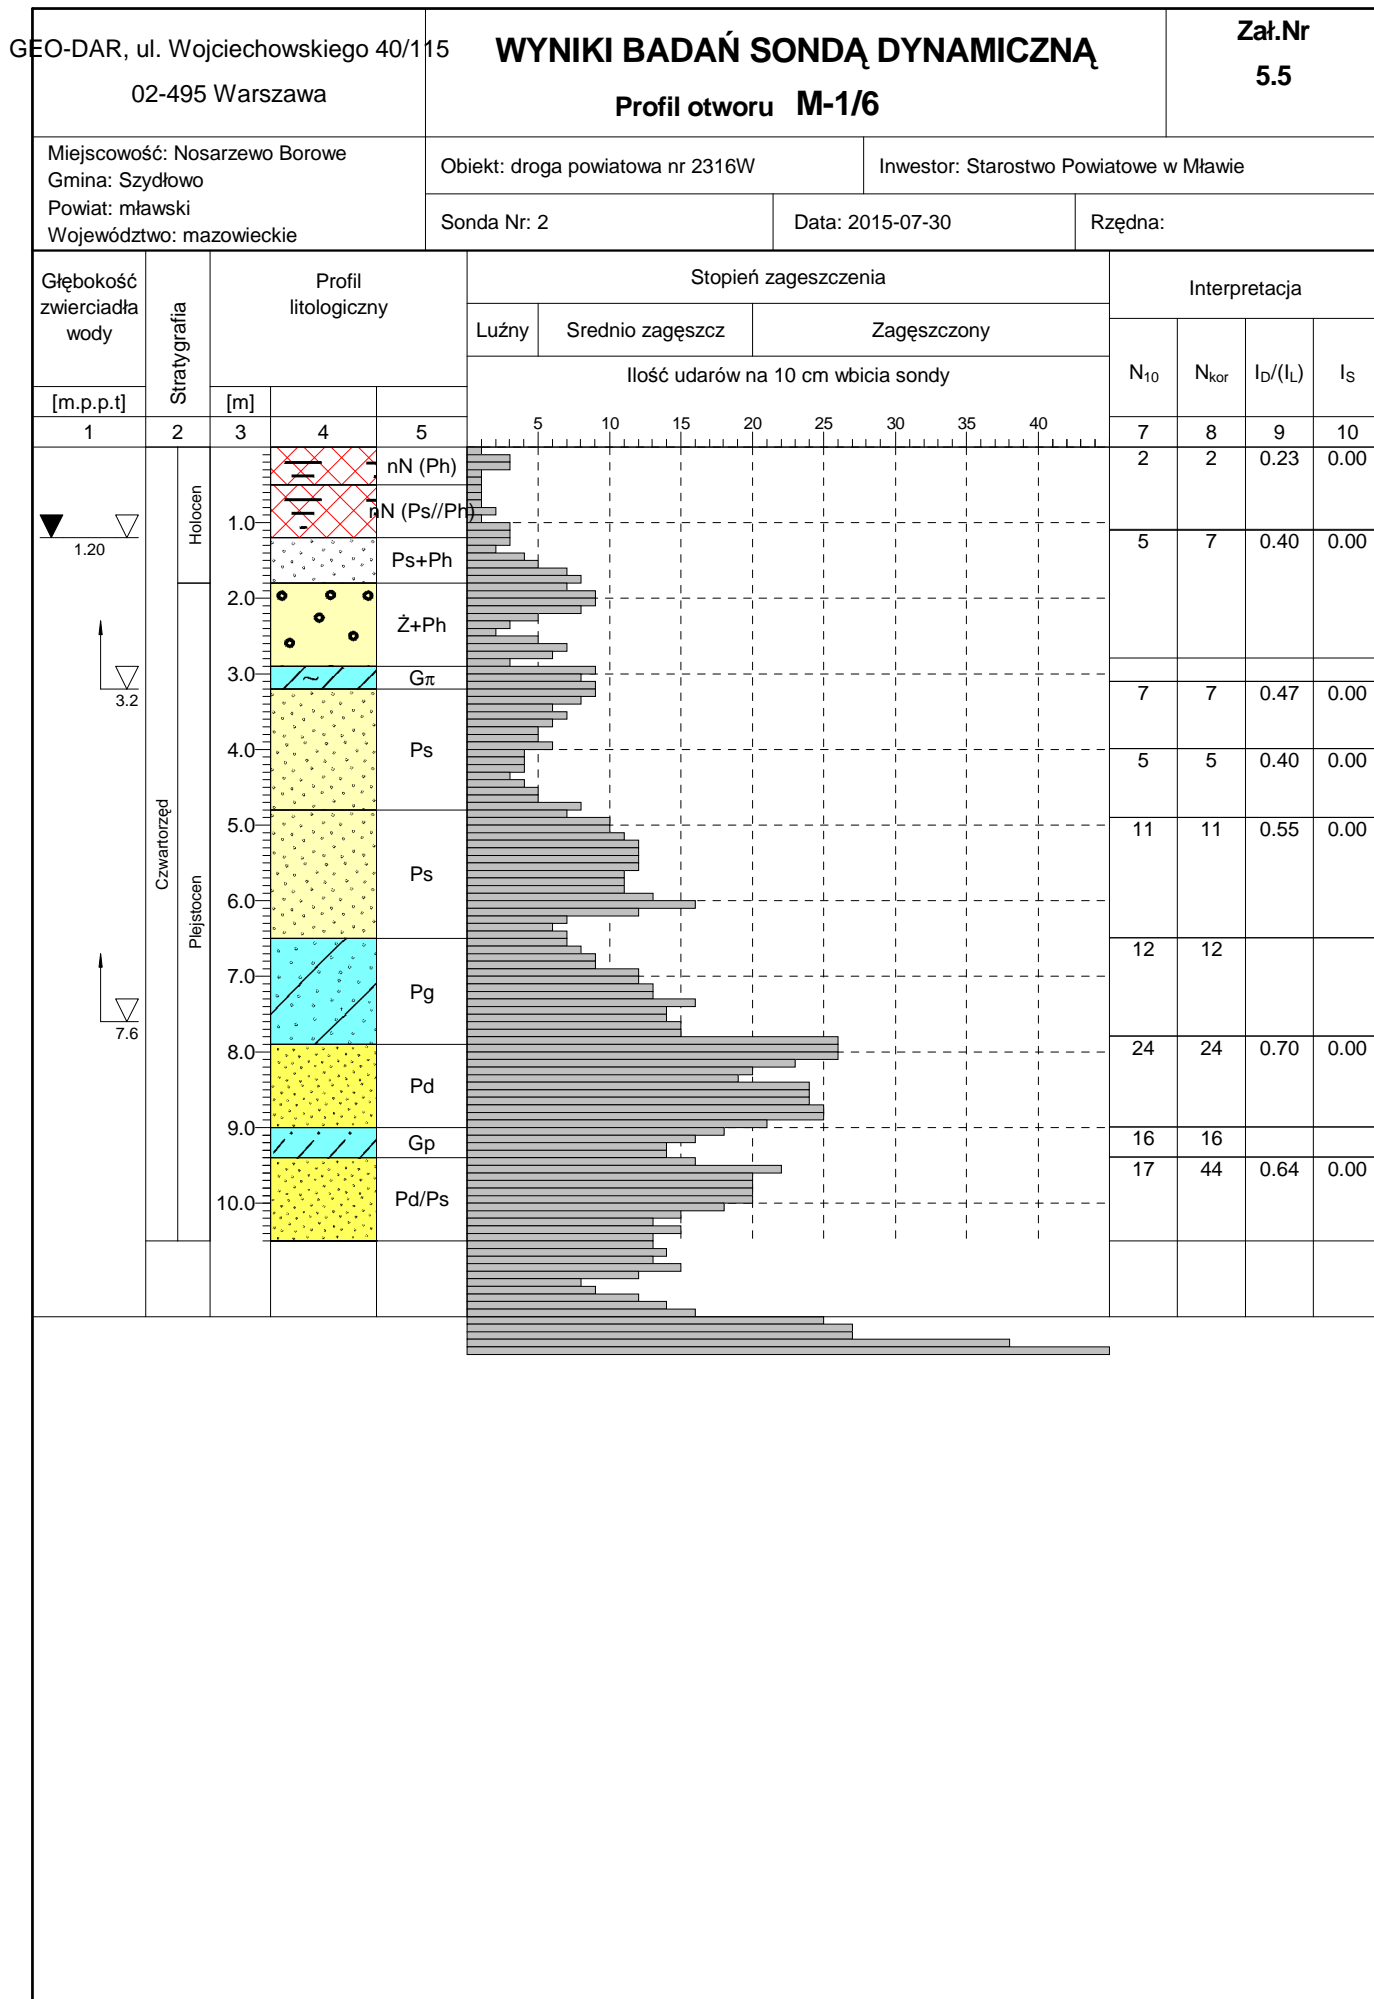 GEO-DAR, ul. Wojciechowskiego 40/115
02-495 Warszawa
WYNIKI BADAŃ SONDĄ DYNAMICZNĄ
Profil otworu M-1/6
Zał.Nr
5.5
Miejscowość: Nosarzewo Borowe
Gmina: Szydłowo
Powiat: mławski
Województwo: mazowieckie
Obiekt: droga powiatowa nr 2316W
Inwestor: Starostwo Powiatowe w Mławie
Sonda Nr: 2
Data: 2015-07-30
Rzędna:
Głębokość
zwierciadła
wody
[m.p.p.t]
Stratygrafia
Profil
litologiczny
[m]
Stopień zageszczenia
Luźny
Srednio zagęszcz
Zagęszczony
Ilość udarów na 10 cm wbicia sondy
Interpretacja
N10
Nkor
ID/(IL)
IS
1 2 3 4 5
5 10 15 20 25 30 35 40
7 8 9 10
Czwartorzęd
Holocen
Plejstocen
1.20
3.2
7.6
1.0
2.0
3.0
4.0
5.0
6.0
7.0
8.0
9.0
10.0
nN (Ph)
nN (Ps//Ph)
Ps+Ph
Ż+Ph
Gπ
Ps
Ps
Pg
Pd
Gp
Pd/Ps
2 2 0.23 0.00
5 7 0.40 0.00
7 7 0.47 0.00
5 5 0.40 0.00
11 11 0.55 0.00
12 12
24 24 0.70 0.00
16 16
17 44 0.64 0.00